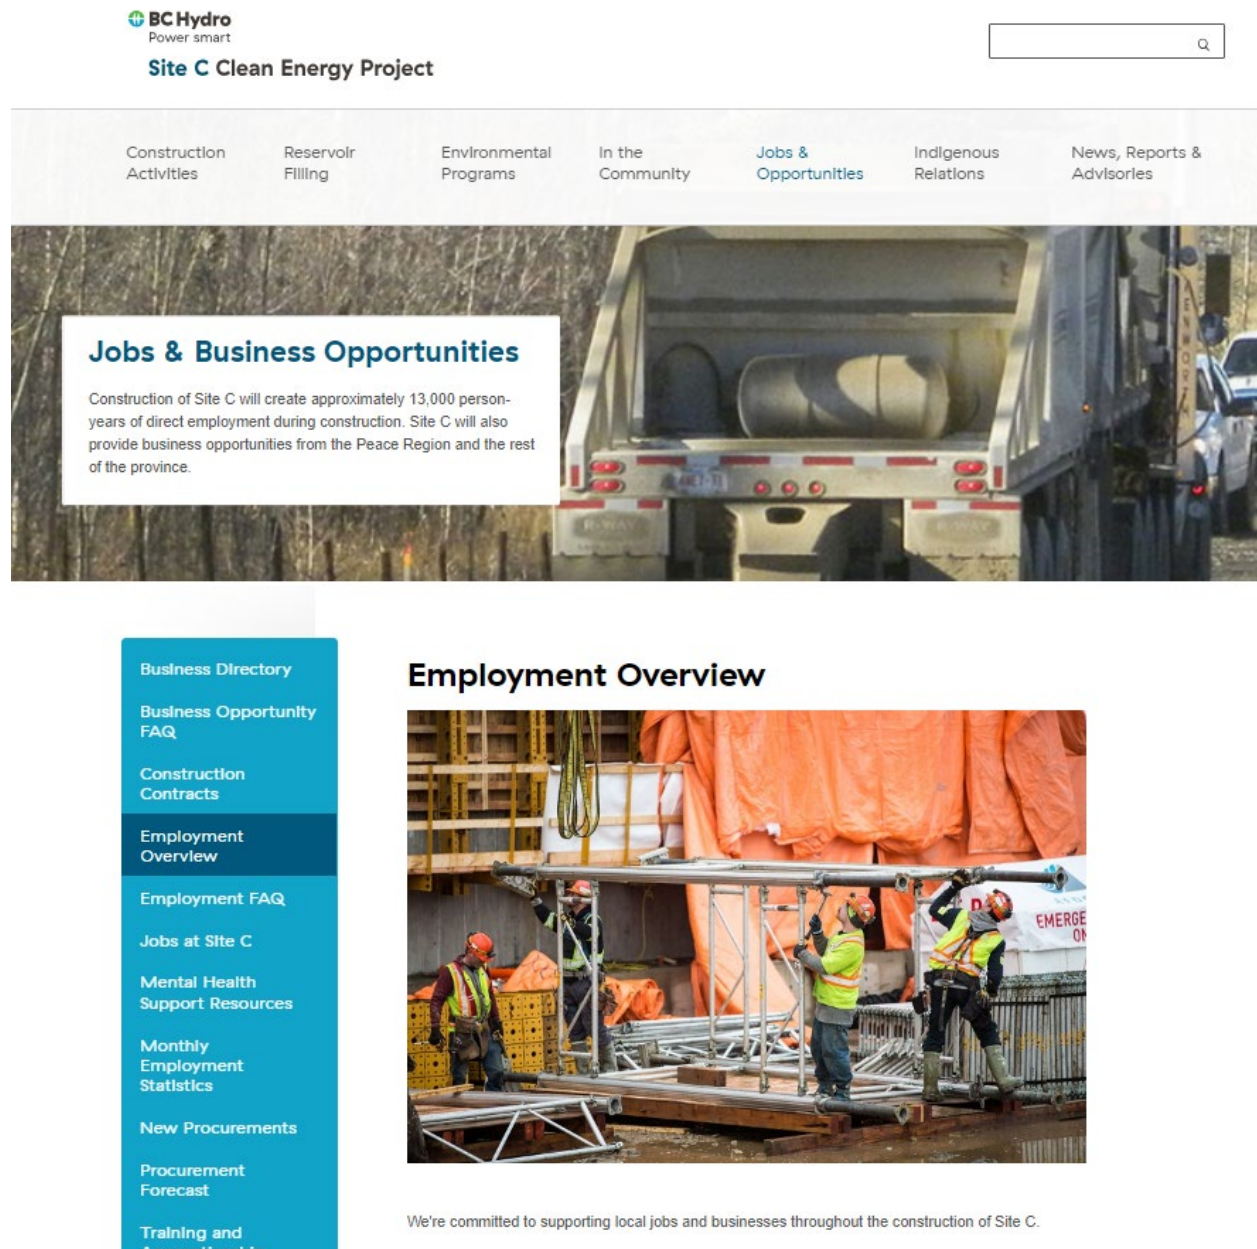 BC Hydro
Power smart
Site C Clean Energy Project
Construction
Activities
Reservoir
Filling
Environmental
Programs
In the
Community
Jobs &
Opportunities
Indigenous
Relations
News, Reports &
Advisories
Jobs & Business Opportunities
Construction of Site C will create approximately 13,000 person-
years of direct employment during construction. Site C will also
provide business opportunities from the Peace Region and the rest
of the province.
KENWORTH
R-WAY
R-WAY
Business Directory
Business Opportunity
FAQ
Construction
Contracts
Employment
Overview
Employment FAQ
Jobs at Site C
Mental Health
Support Resources
Monthly
Employment
Statistics
New Procurements
Procurement
Forecast
Training and
Employment Overview
EMERGE
ON
We're committed to supporting local jobs and businesses throughout the construction of Site C.